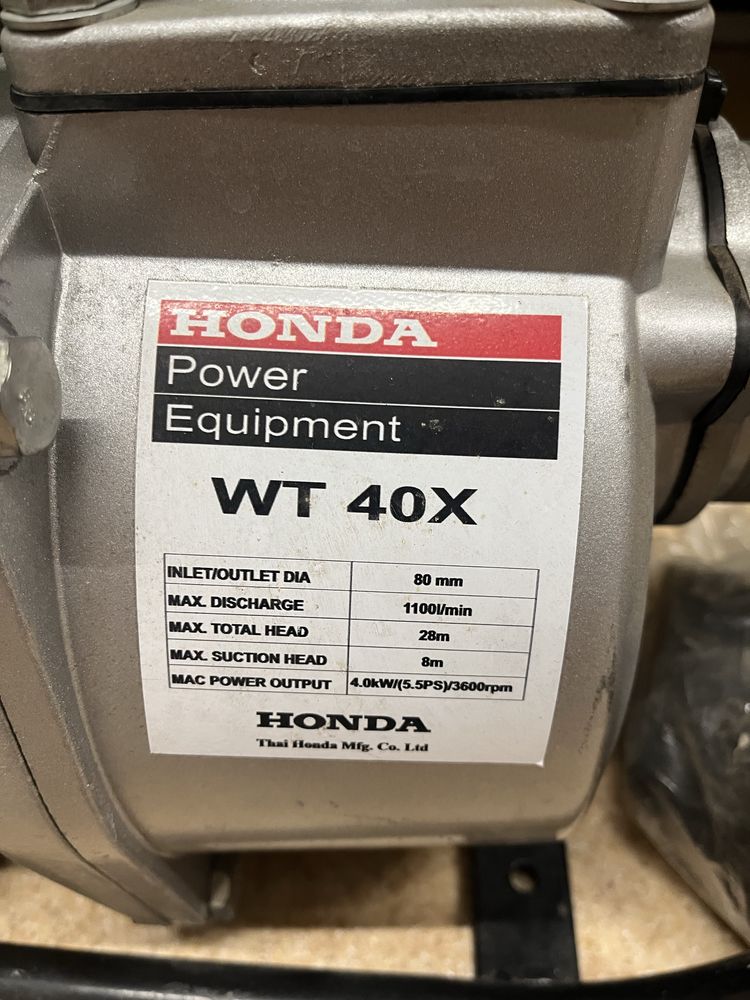 HONDA
Power
Equipment
WT 40X
INLET/OUTLET DIA 80 mm
MAX. DISCHARGE 1100l/min
MAX. TOTAL HEAD 28m
MAX. SUCTION HEAD 8m
MAC POWER OUTPUT 4.0kW/(5.5PS)/3600rpm
HONDA
Thai Honda Mfg. Co. Ltd